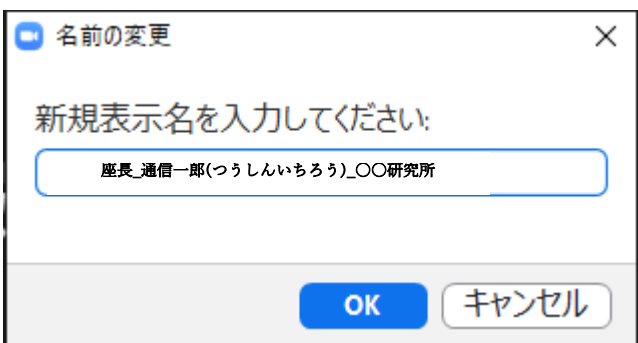 名前の変更
新規表示名を入力してください:
座長_通信一郎(つうしんいちろう)_〇〇研究所
OK
キャンセル